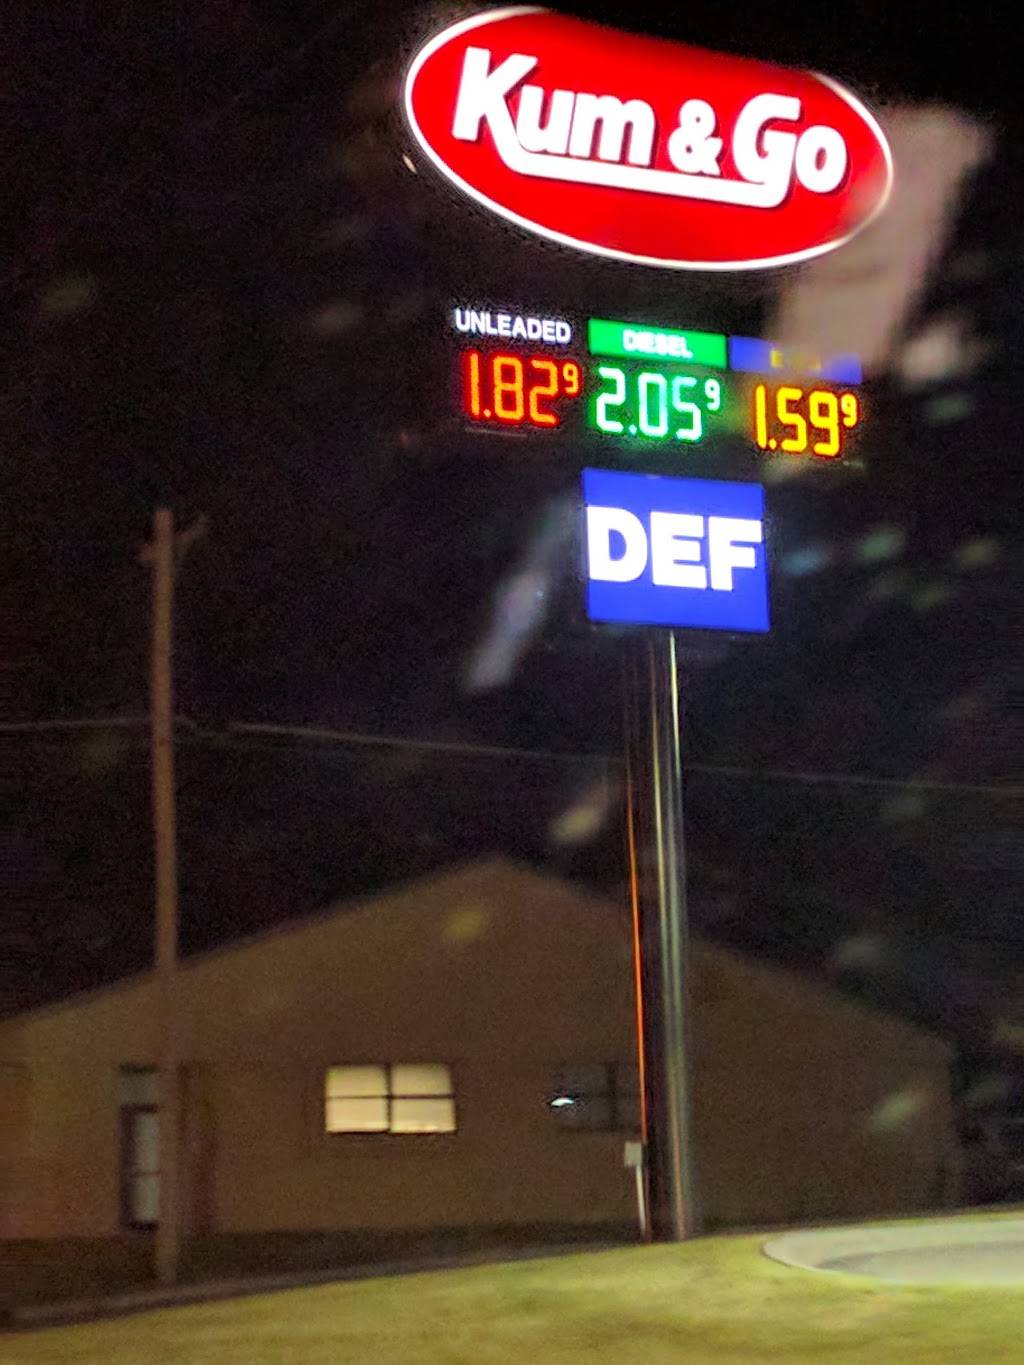 Kum & Go
UNLEADED DIESEL
1.82⁹ 2.05⁹ 1.59⁹
DEF